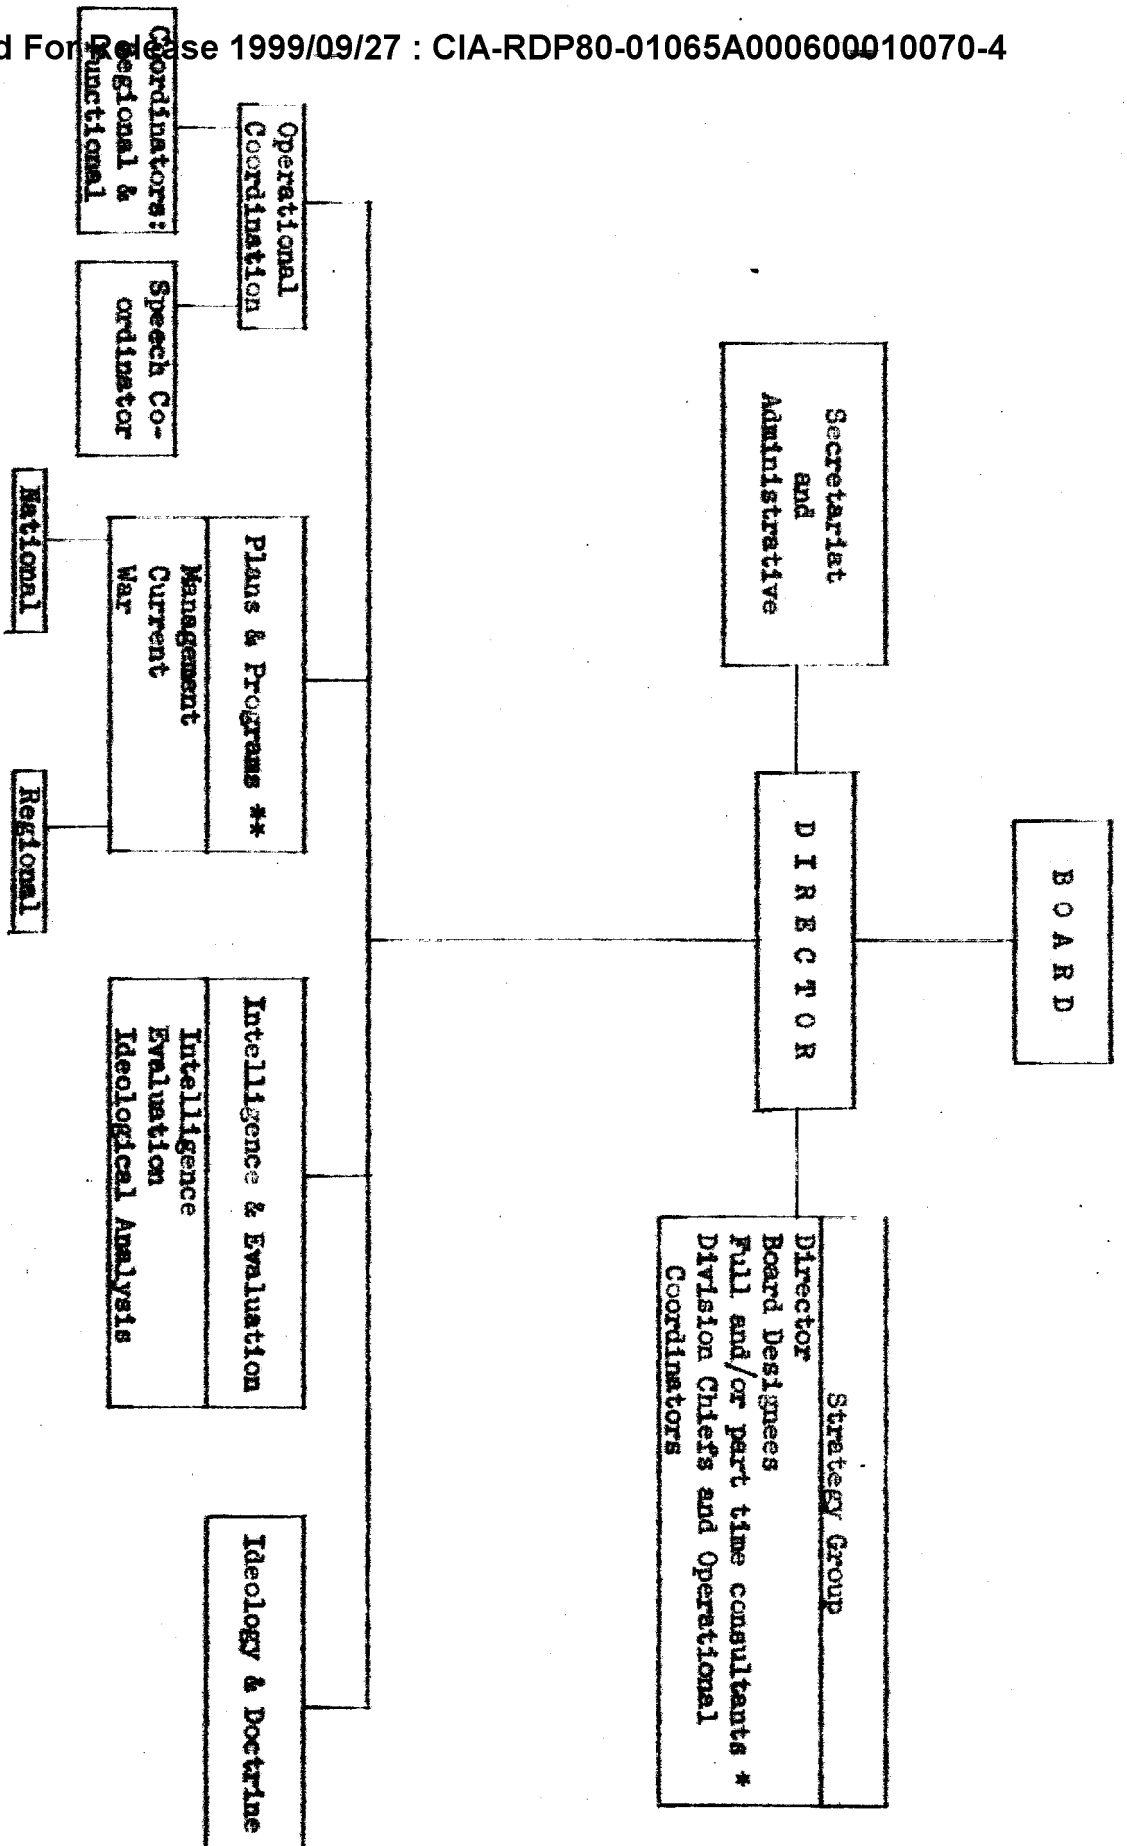 d For Release 1999/09/27 : CIA-RDP80-01065A000600010070-4
B O A R D
Secretariat
and
Administrative
D I R E C T O R
Strategy Group
Director
Board Designees
Full and/or part time consultants *
Division Chiefs and Operational
Coordinators
Operational
Coordination
Plans & Programs **
Management
Current
War
Intelligence & Evaluation
Intelligence
Evaluation
Ideological Analysis
Ideology & Doctrine
Coordinators:
Regional &
Functional
Speech Co-
ordinator
National
Regional